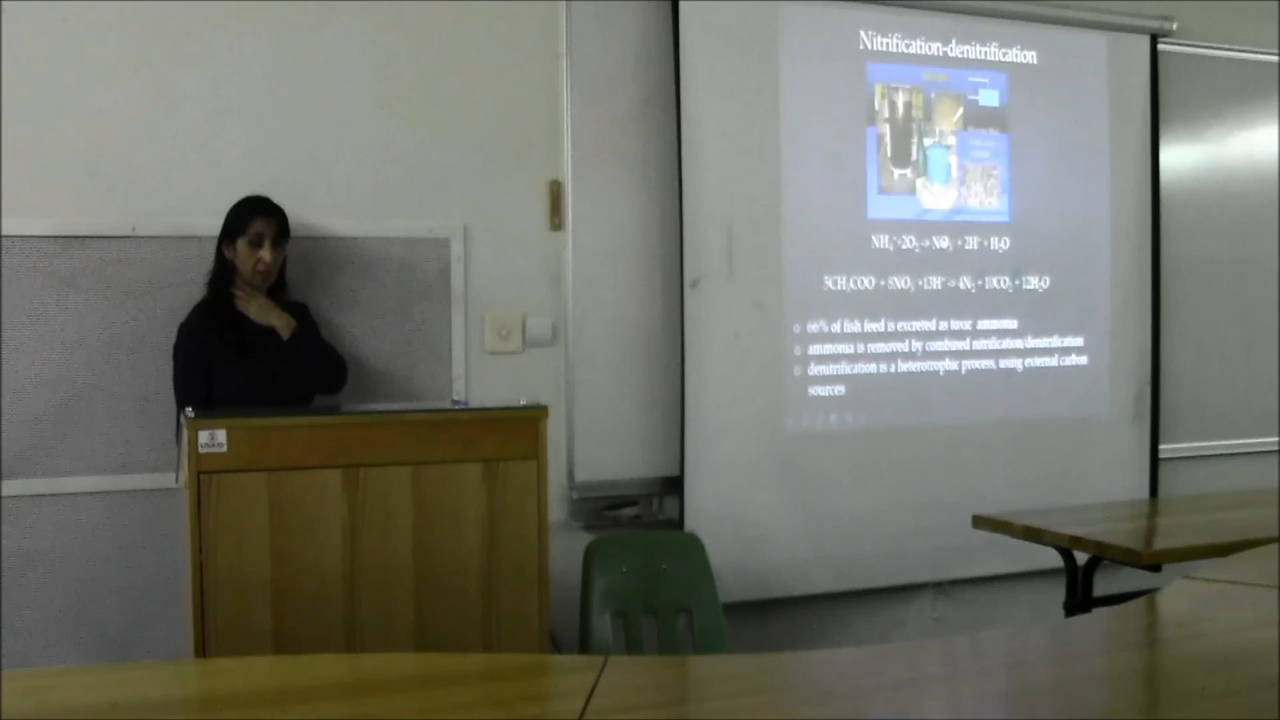 Nitrification-denitrification
NH₄⁺+2O₂ → NO₃⁻ + 2H⁺ + H₂O
5CH₃COO⁻ + 8NO₃⁻ +13H⁺ → 4N₂ + 10CO₂ + 12H₂O
66% of fish feed is excreted as toxic ammonia
ammonia is removed by combined nitrification/denitrification
denitrification is a heterotrophic process, using external carbon
sources
USAID